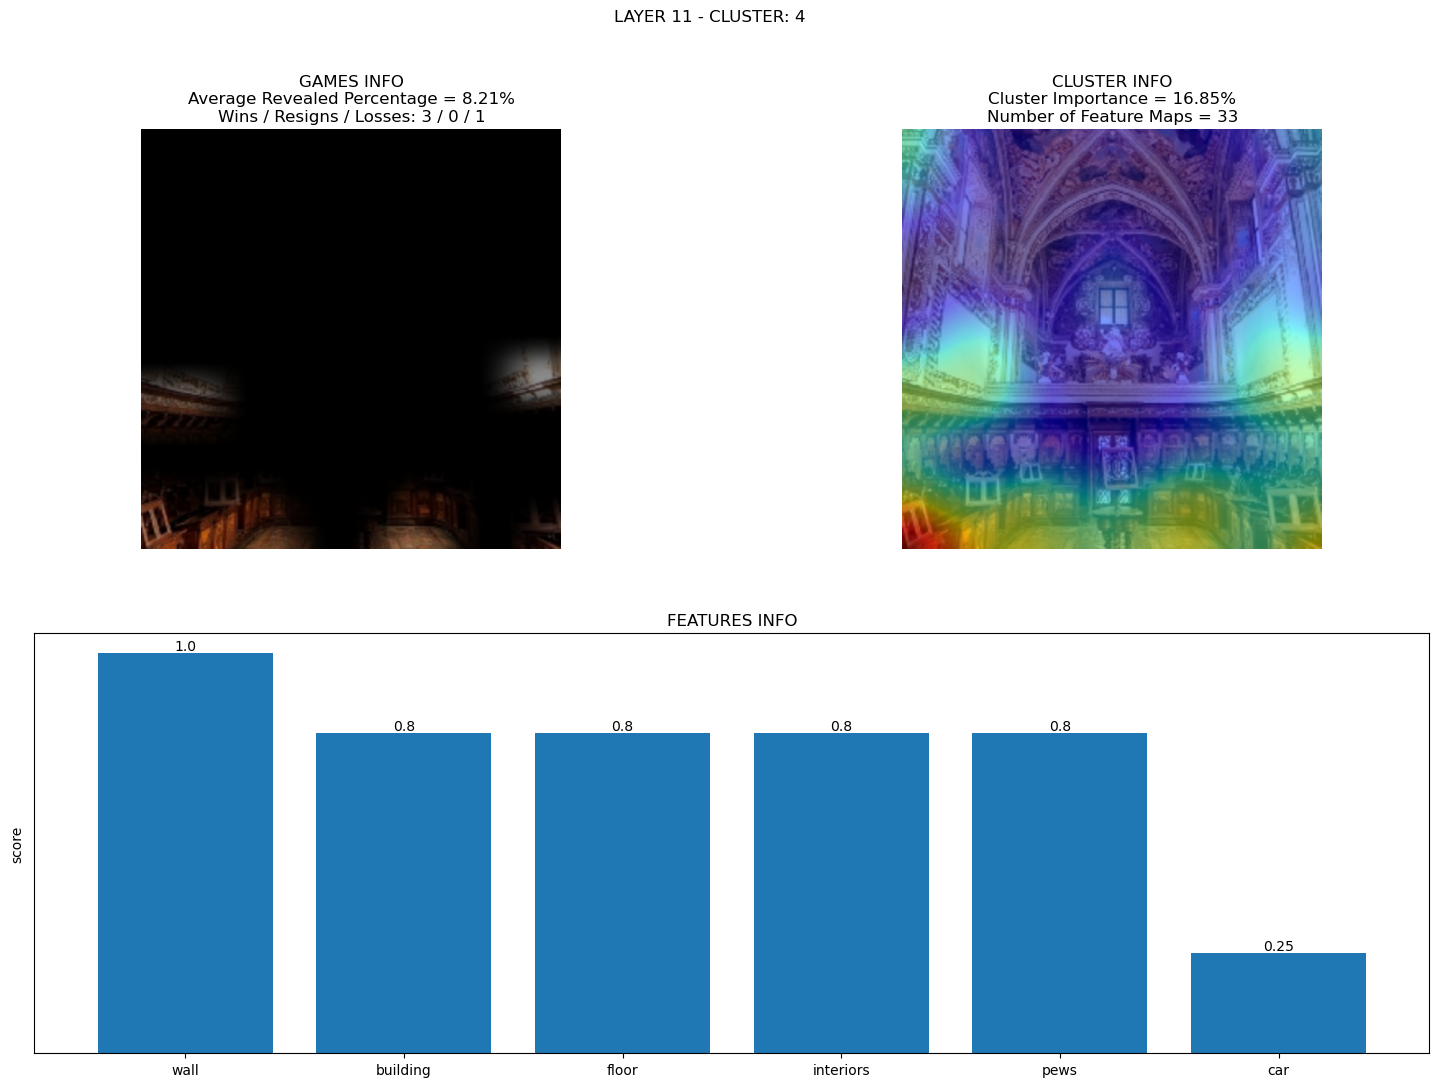 LAYER 11 - CLUSTER: 4
GAMES INFO
Average Revealed Percentage = 8.21%
Wins / Resigns / Losses: 3 / 0 / 1
CLUSTER INFO
Cluster Importance = 16.85%
Number of Feature Maps = 33
FEATURES INFO
score
1.0
0.8
0.8
0.8
0.8
0.25
wall
building
floor
interiors
pews
car